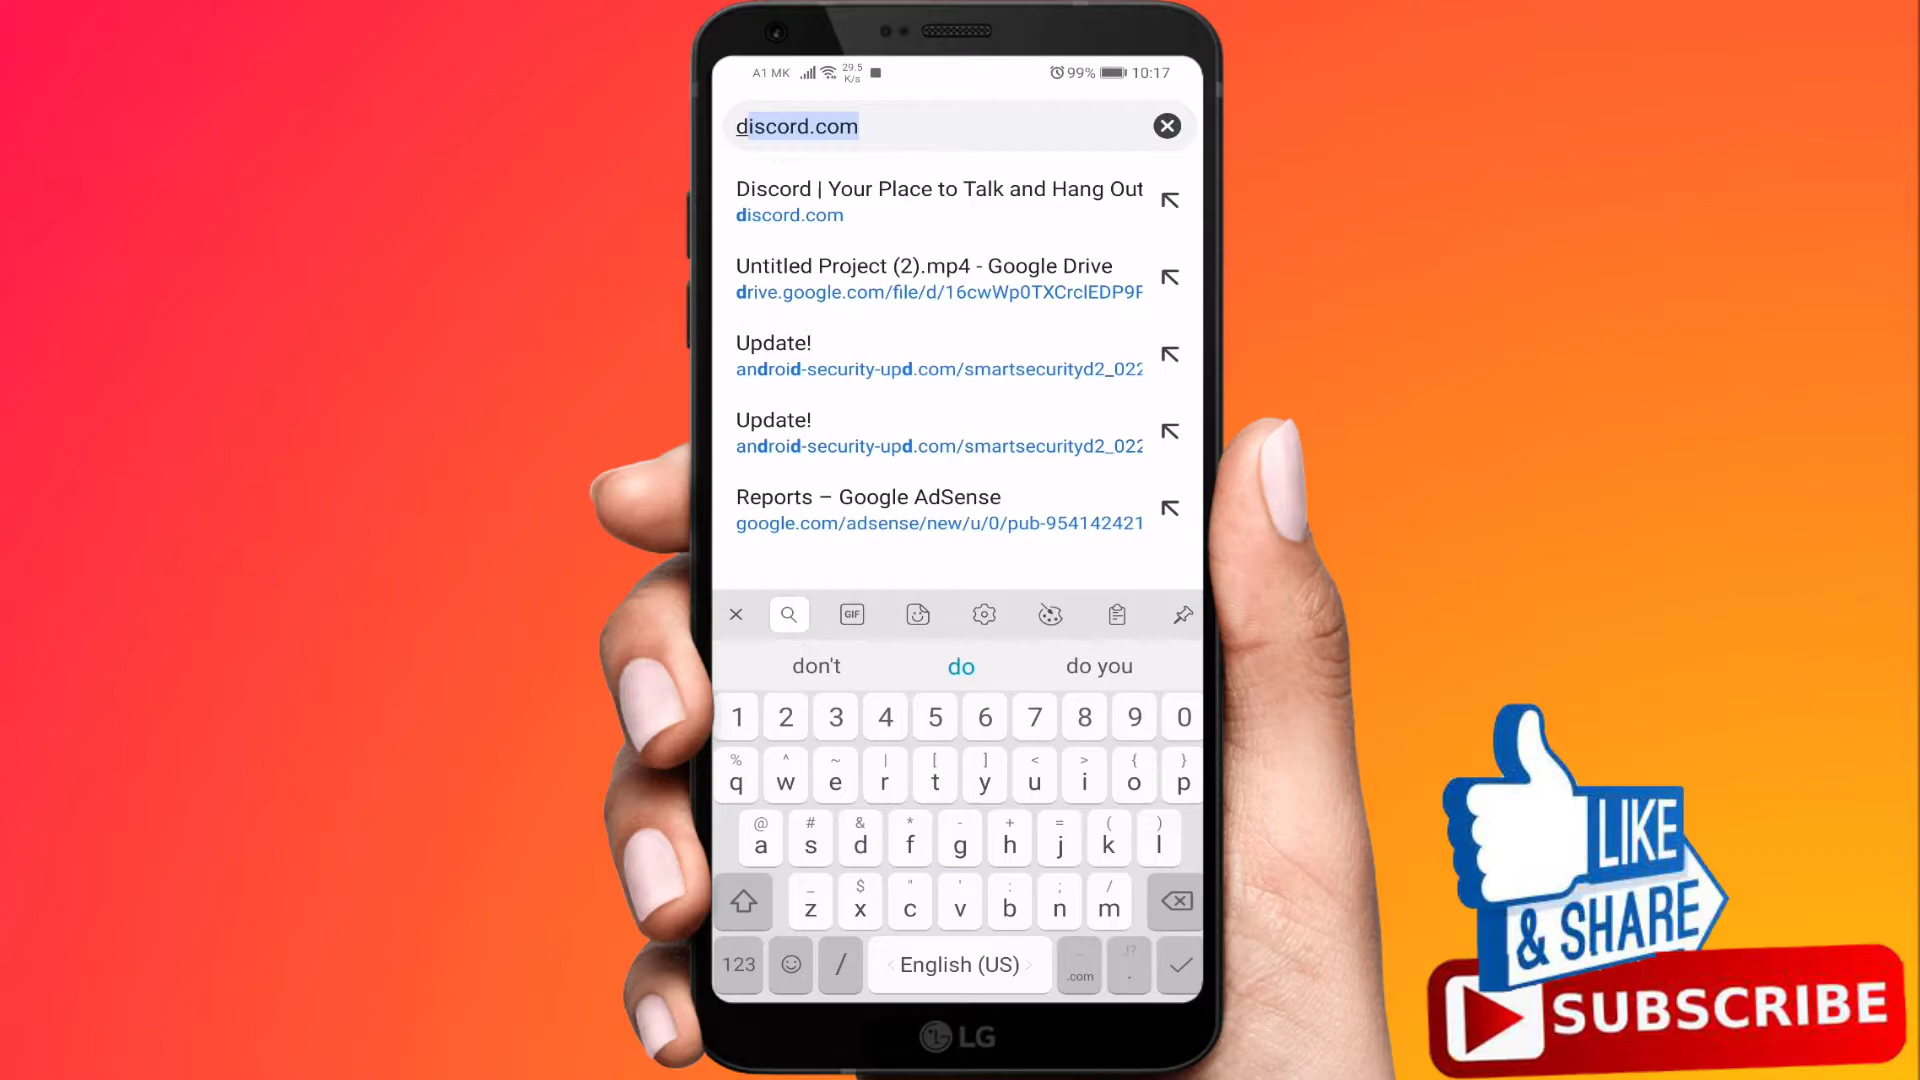 A1 MK 29.5 K/s 99% 10:17
discord.com
Discord | Your Place to Talk and Hang Out
discord.com
Untitled Project (2).mp4 - Google Drive
drive.google.com/file/d/16cwWp0TXCrclEDP9F
Update!
android-security-upd.com/smartsecurityd2_022
Update!
android-security-upd.com/smartsecurityd2_022
Reports – Google AdSense
google.com/adsense/new/u/0/pub-954142421
GIF
don't do do you
1 2 3 4 5 6 7 8 9 0
% ^ ~ | [ ] < > { }
q w e r t y u i o p
@ # & * - + = ( )
a s d f g h j k l
_ $ " ' : ; /
z x c v b n m
123 / English (US) .com .!?
.
LG
LIKE
& SHARE
SUBSCRIBE